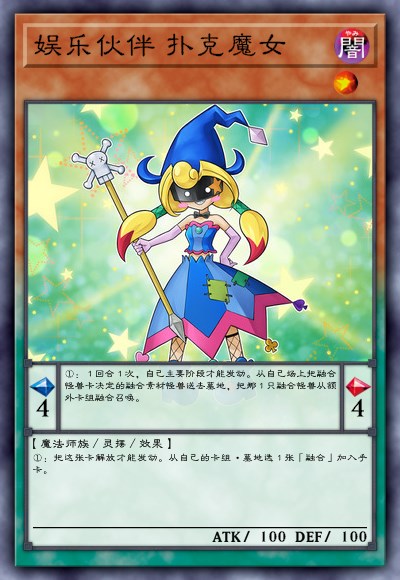 娱乐伙伴 扑克魔女
やみ
闇
①：1回合1次，自己主要阶段才能发动。从自己场上把融合
怪兽卡决定的融合素材怪兽送去墓地，把那1只融合怪兽从额
外卡组融合召唤。
4
4
【魔法师族／灵摆／效果】
①：把这张卡解放才能发动。从自己的卡组·墓地选1张「融合」加入手
卡。
ATK/ 100 DEF/ 100